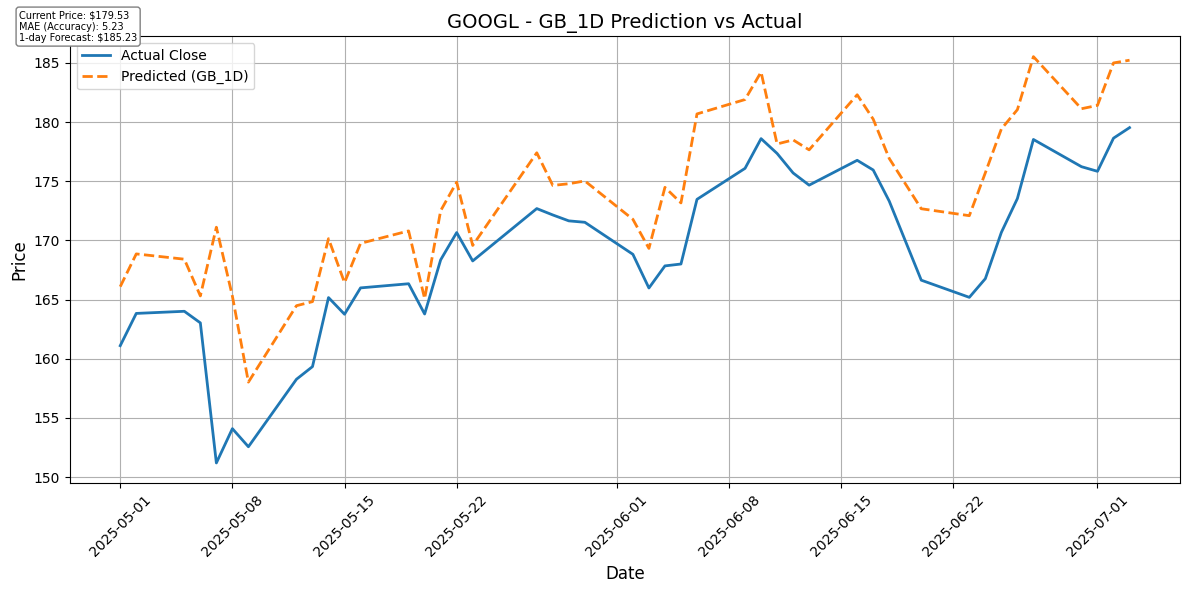 Current Price: $179.53
MAE (Accuracy): 5.23
1-day Forecast: $185.23
GOOGL - GB_1D Prediction vs Actual
Actual Close
Predicted (GB_1D)
Price
185
180
175
170
165
160
155
150
2025-05-01
2025-05-08
2025-05-15
2025-05-22
2025-06-01
2025-06-08
2025-06-15
2025-06-22
2025-07-01
Date